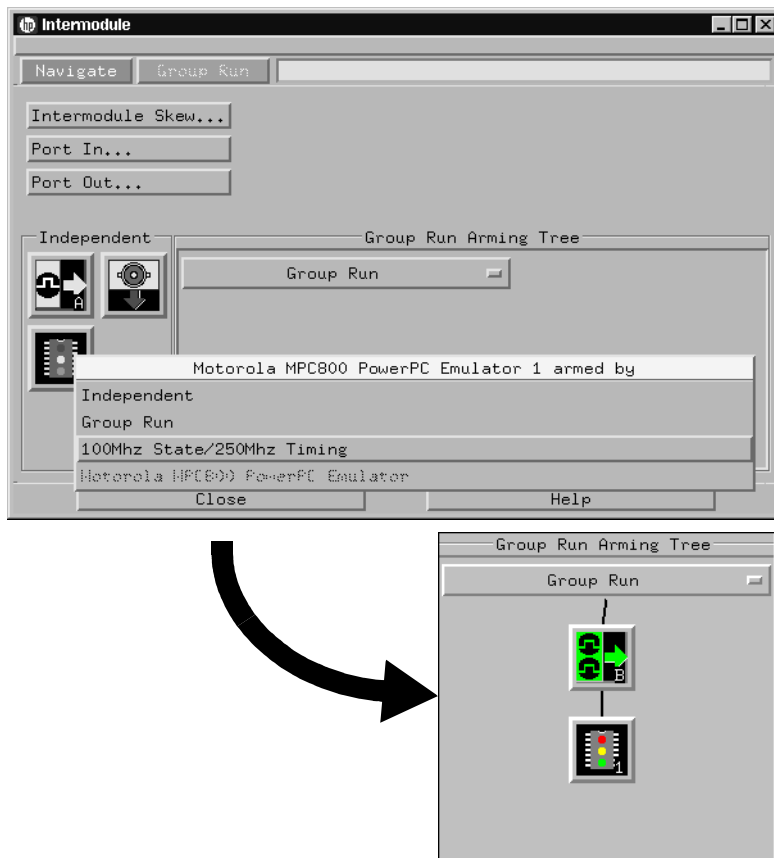 hp Intermodule
Navigate Group Run
Intermodule Skew...
Port In...
Port Out...
Independent Group Run Arming Tree
Group Run
A
Motorola MPC800 PowerPC Emulator 1 armed by
Independent
Group Run
100Mhz State/250Mhz Timing
Motorola MPC800 PowerPC Emulator
Close Help
Group Run Arming Tree
Group Run
B
1